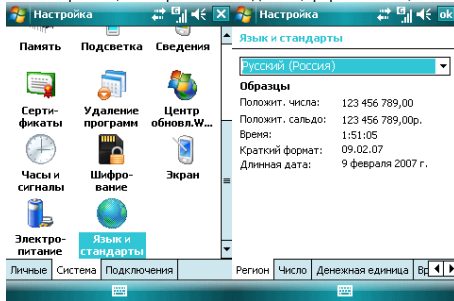 Настройка
Память Подсветка Сведения
Серти-
фикаты
Удаление
программ
Центр
обновл.W...
Часы и
сигналы
Шифро-
вание
Экран
Электро-
питание
Язык и
стандарты
Личные Система Подключения
Настройка ok
Язык и стандарты
Русский (Россия)
Образцы
Положит. числа: 123 456 789,00
Положит. сальдо: 123 456 789,00р.
Время: 1:51:05
Краткий формат: 09.02.07
Длинная дата: 9 февраля 2007 г.
Регион Число Денежная единица Вр